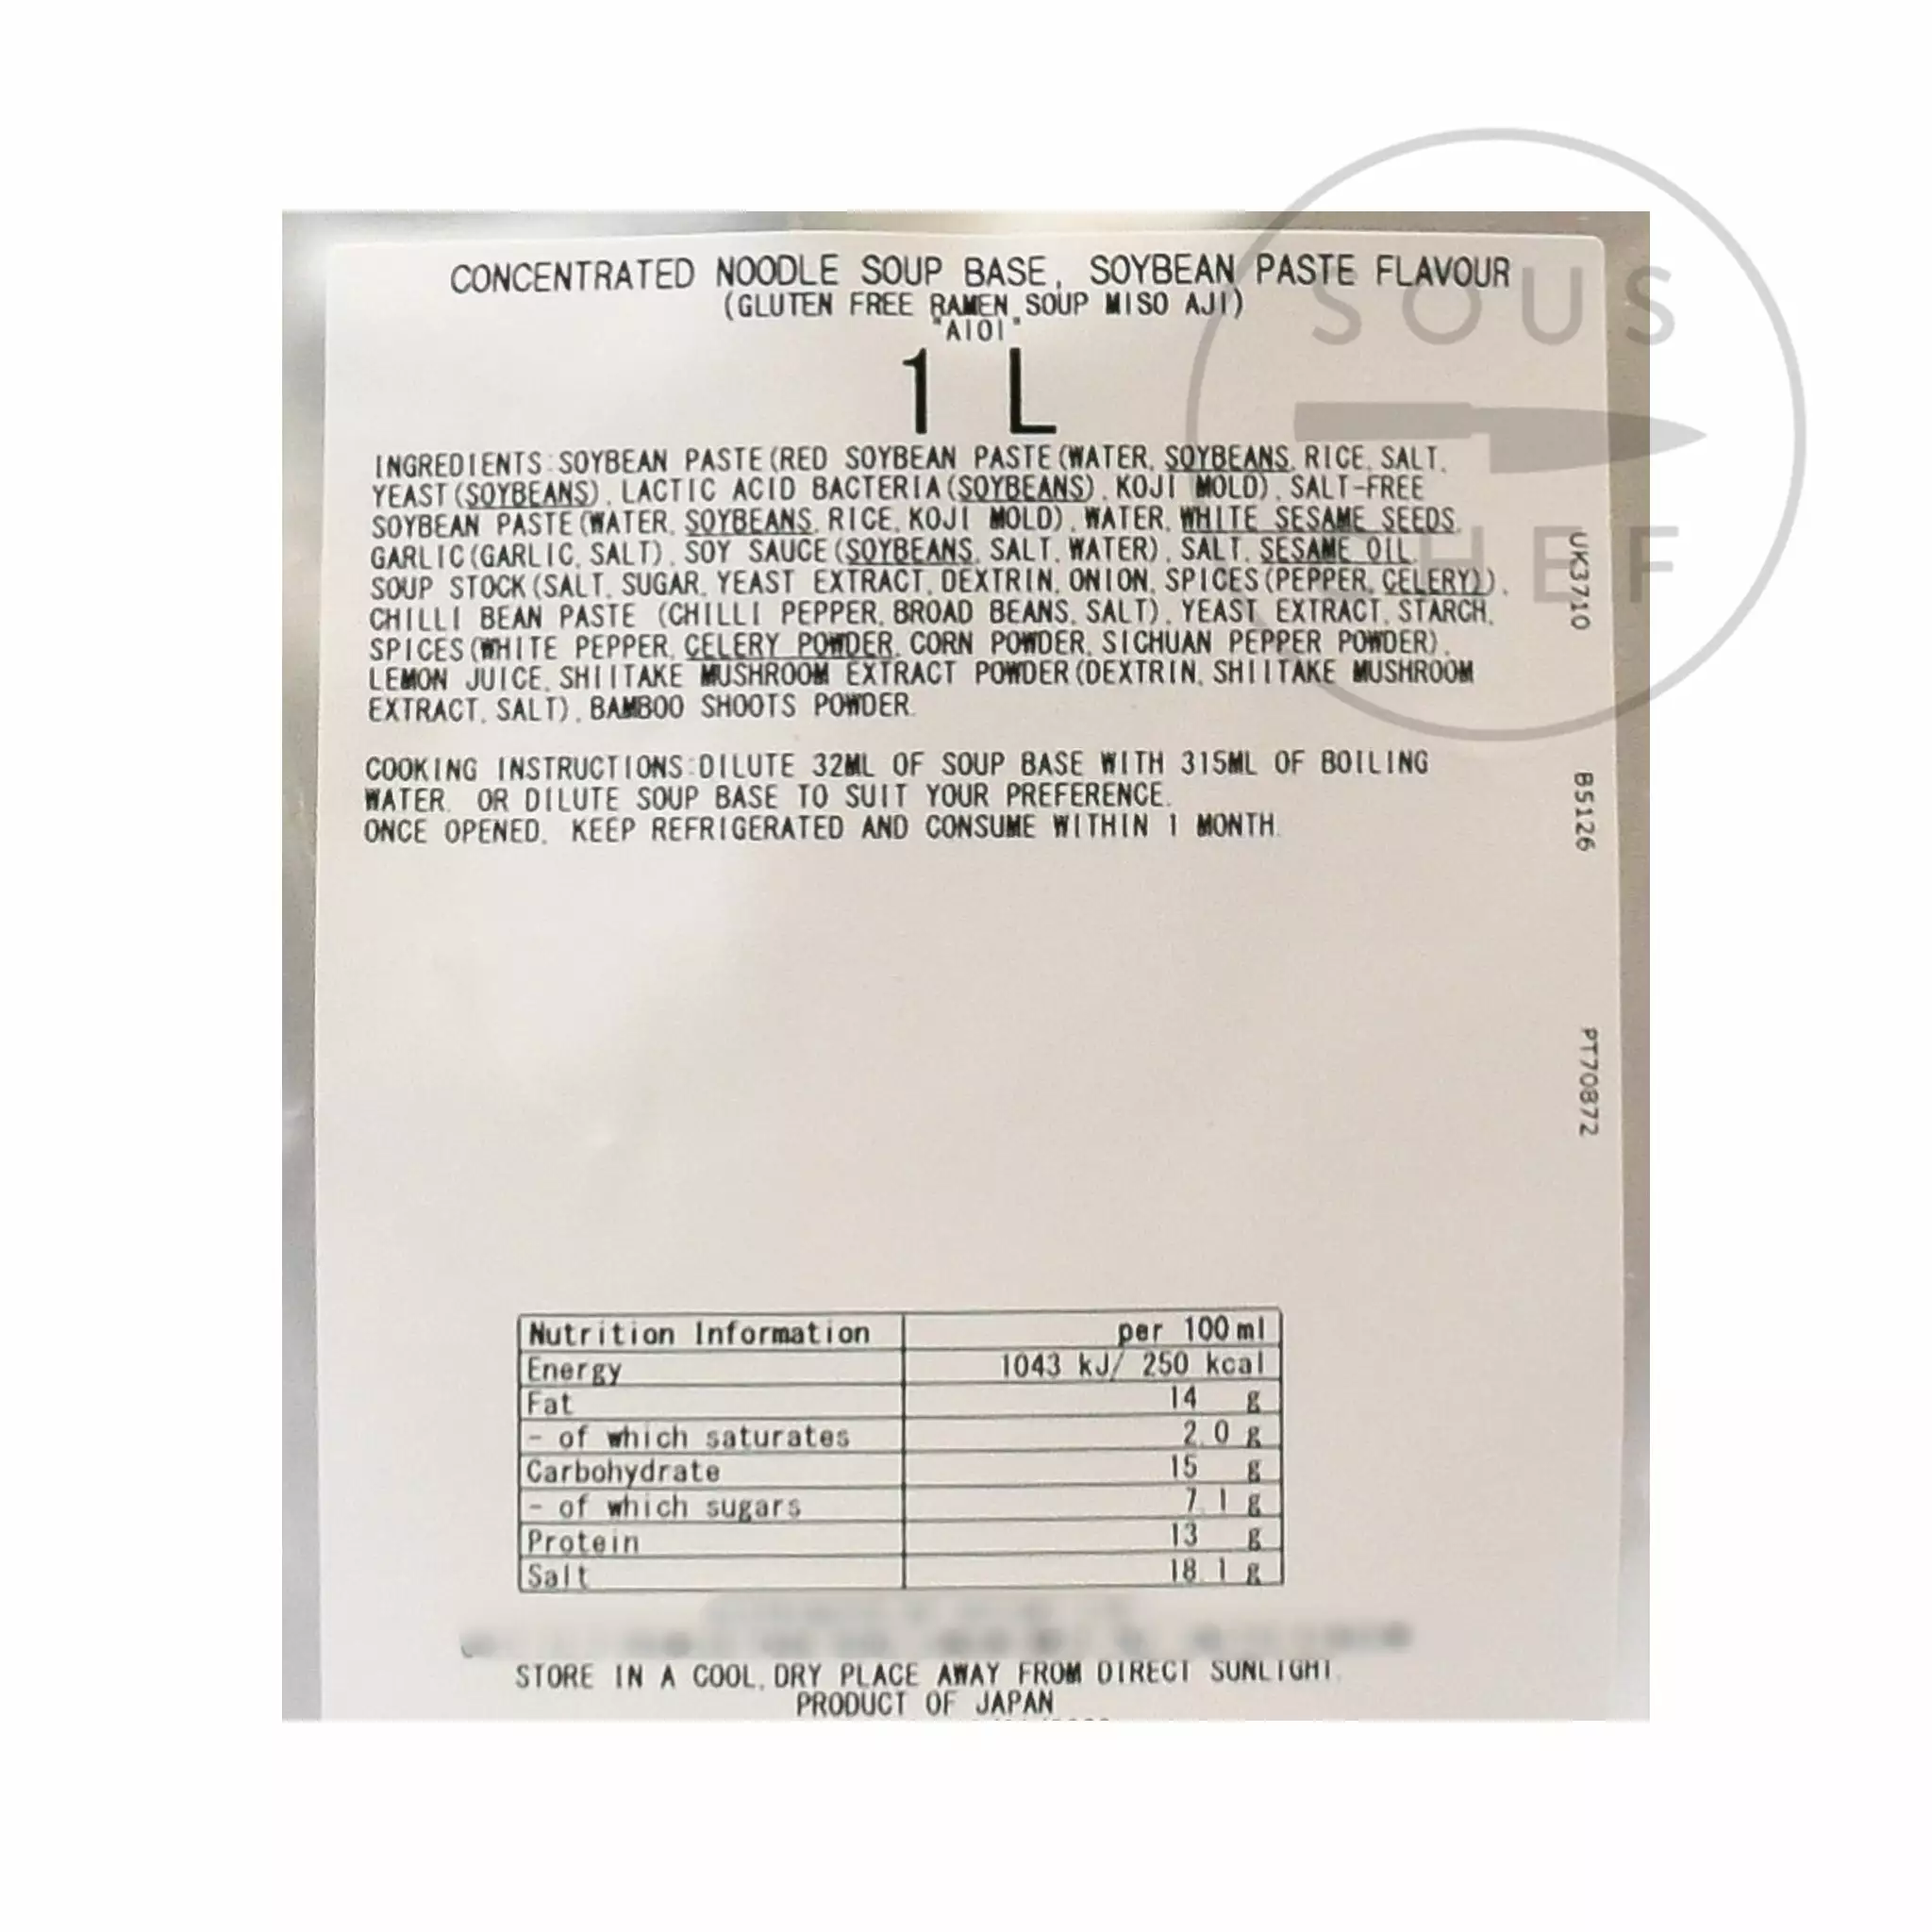 CONCENTRATED NOODLE SOUP BASE, SOYBEAN PASTE FLAVOUR
(GLUTEN FREE RAMEN SOUP MISO AJI)
"AIOI"
1 L
INGREDIENTS:SOYBEAN PASTE(RED SOYBEAN PASTE(WATER, SOYBEANS, RICE, SALT,
YEAST(SOYBEANS), LACTIC ACID BACTERIA(SOYBEANS), KOJI MOLD), SALT-FREE
SOYBEAN PASTE(WATER, SOYBEANS, RICE, KOJI MOLD), WATER, WHITE SESAME SEEDS,
GARLIC(GARLIC, SALT), SOY SAUCE(SOYBEANS, SALT, WATER), SALT, SESAME OIL,
SOUP STOCK(SALT, SUGAR, YEAST EXTRACT, DEXTRIN, ONION, SPICES(PEPPER, CELERY)),
CHILLI BEAN PASTE (CHILLI PEPPER, BROAD BEANS, SALT), YEAST EXTRACT, STARCH,
SPICES(WHITE PEPPER, CELERY POWDER, CORN POWDER, SICHUAN PEPPER POWDER),
LEMON JUICE, SHIITAKE MUSHROOM EXTRACT POWDER(DEXTRIN, SHIITAKE MUSHROOM
EXTRACT, SALT), BAMBOO SHOOTS POWDER.
COOKING INSTRUCTIONS:DILUTE 32ML OF SOUP BASE WITH 315ML OF BOILING
WATER. OR DILUTE SOUP BASE TO SUIT YOUR PREFERENCE.
ONCE OPENED, KEEP REFRIGERATED AND CONSUME WITHIN 1 MONTH.
UK3710
B5126
PT70872
SOUS
CHEF
Nutrition Information per 100ml
Energy 1043 kJ/ 250 kcal
Fat 14 g
- of which saturates 2.0 g
Carbohydrate 15 g
- of which sugars 7.1 g
Protein 13 g
Salt 18.1 g
STORE IN A COOL, DRY PLACE AWAY FROM DIRECT SUNLIGHT.
PRODUCT OF JAPAN